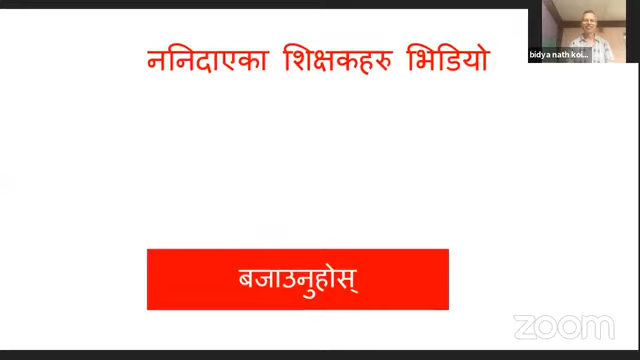 ननिदाएका शिक्षकहरु भिडियो
bidya nath koi...
बजाउनुहोस्
zoom